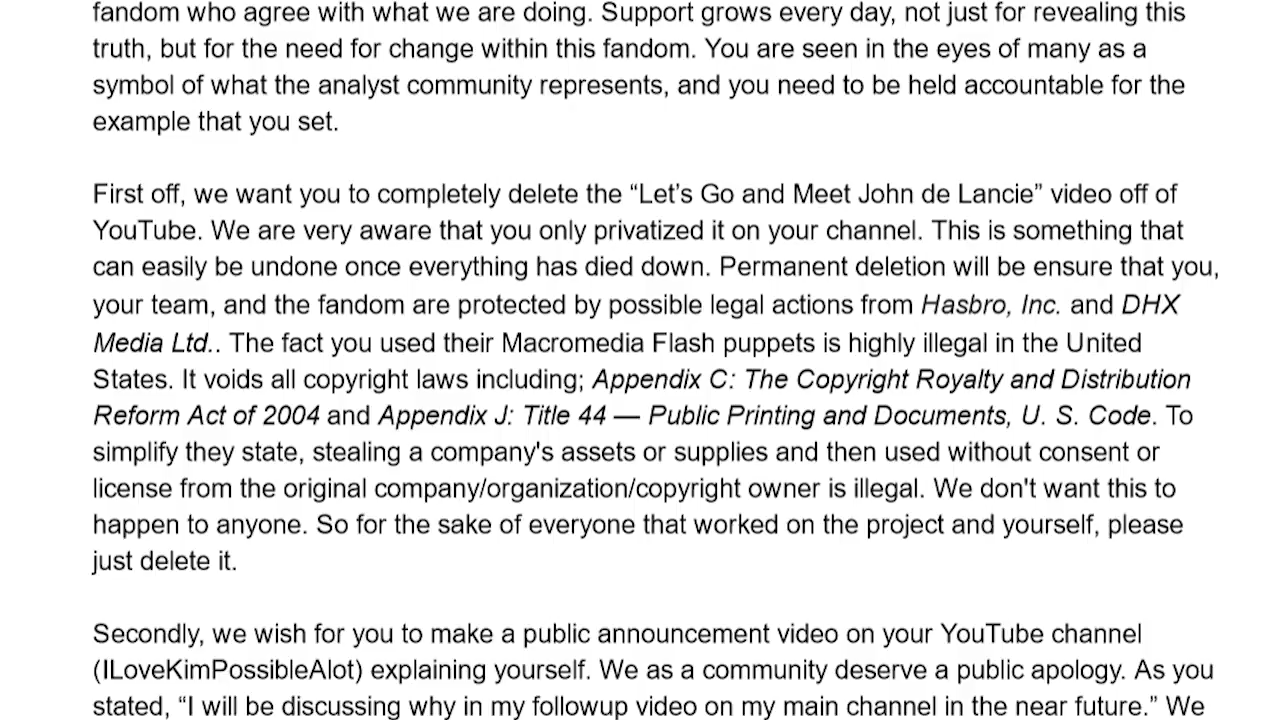 fandom who agree with what we are doing. Support grows every day, not just for revealing this
truth, but for the need for change within this fandom. You are seen in the eyes of many as a
symbol of what the analyst community represents, and you need to be held accountable for the
example that you set.
First off, we want you to completely delete the “Let’s Go and Meet John de Lancie” video off of
YouTube. We are very aware that you only privatized it on your channel. This is something that
can easily be undone once everything has died down. Permanent deletion will be ensure that you,
your team, and the fandom are protected by possible legal actions from Hasbro, Inc. and DHX
Media Ltd.. The fact you used their Macromedia Flash puppets is highly illegal in the United
States. It voids all copyright laws including; Appendix C: The Copyright Royalty and Distribution
Reform Act of 2004 and Appendix J: Title 44 — Public Printing and Documents, U. S. Code. To
simplify they state, stealing a company's assets or supplies and then used without consent or
license from the original company/organization/copyright owner is illegal. We don't want this to
happen to anyone. So for the sake of everyone that worked on the project and yourself, please
just delete it.
Secondly, we wish for you to make a public announcement video on your YouTube channel
(ILoveKimPossibleAlot) explaining yourself. We as a community deserve a public apology. As you
stated, “I will be discussing why in my followup video on my main channel in the near future.” We